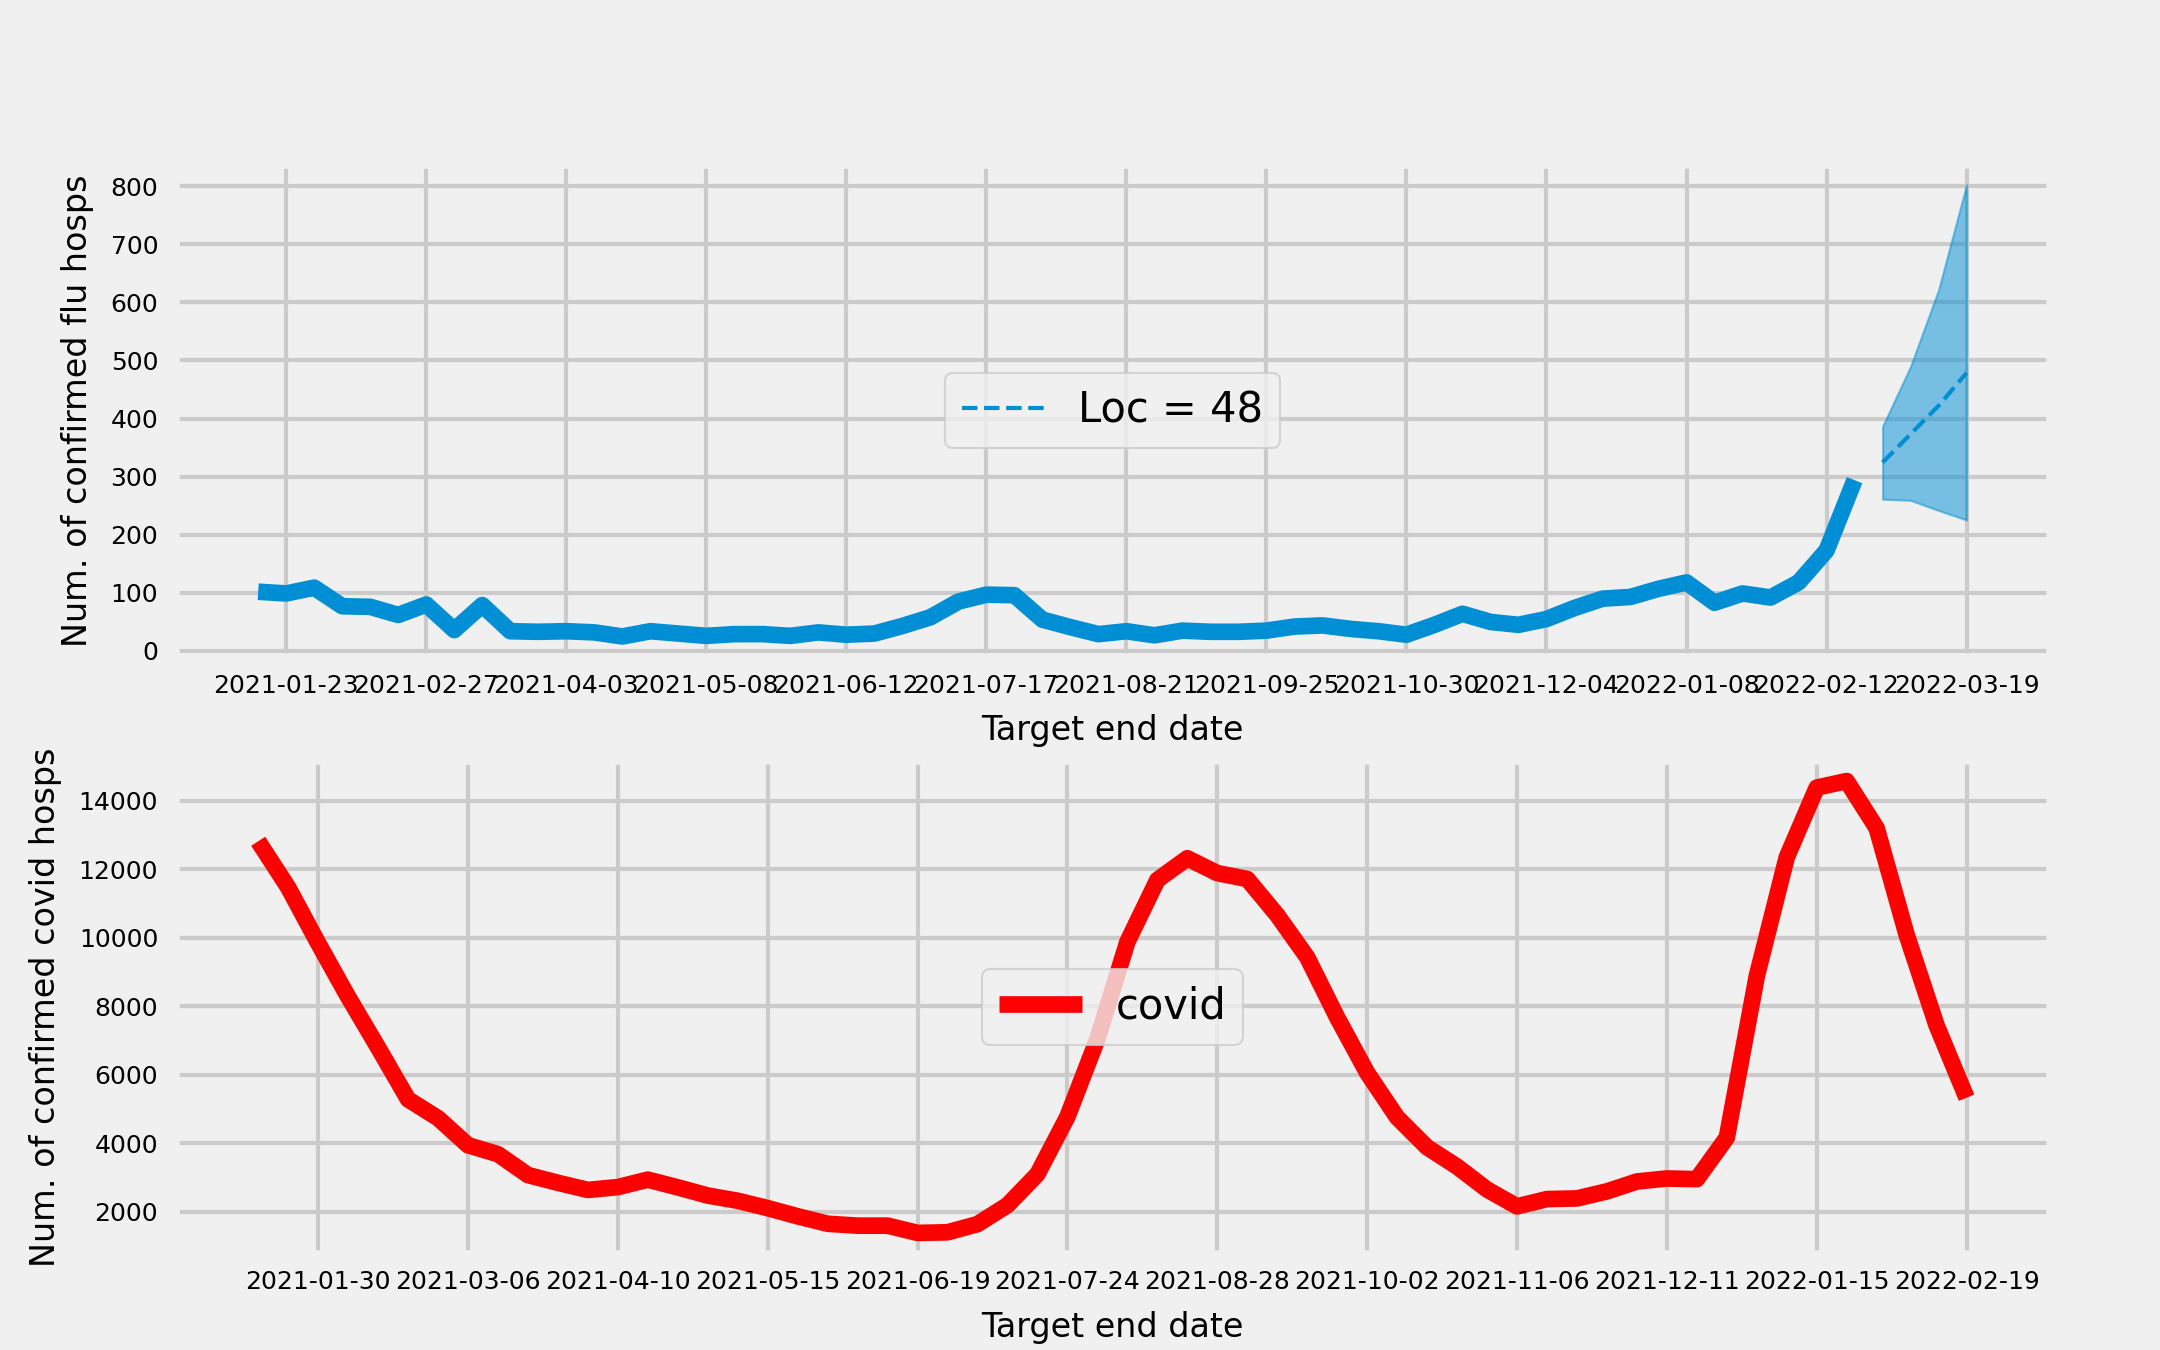 Num. of confirmed flu hosps
800
700
600
500
400
300
200
100
0
Loc = 48
2021-01-23 2021-02-27 2021-04-03 2021-05-08 2021-06-12 2021-07-17 2021-08-21 2021-09-25 2021-10-30 2021-12-04 2022-01-08 2022-02-12 2022-03-19
Target end date
Num. of confirmed covid hosps
14000
12000
10000
8000
6000
4000
2000
covid
2021-01-30 2021-03-06 2021-04-10 2021-05-15 2021-06-19 2021-07-24 2021-08-28 2021-10-02 2021-11-06 2021-12-11 2022-01-15 2022-02-19
Target end date